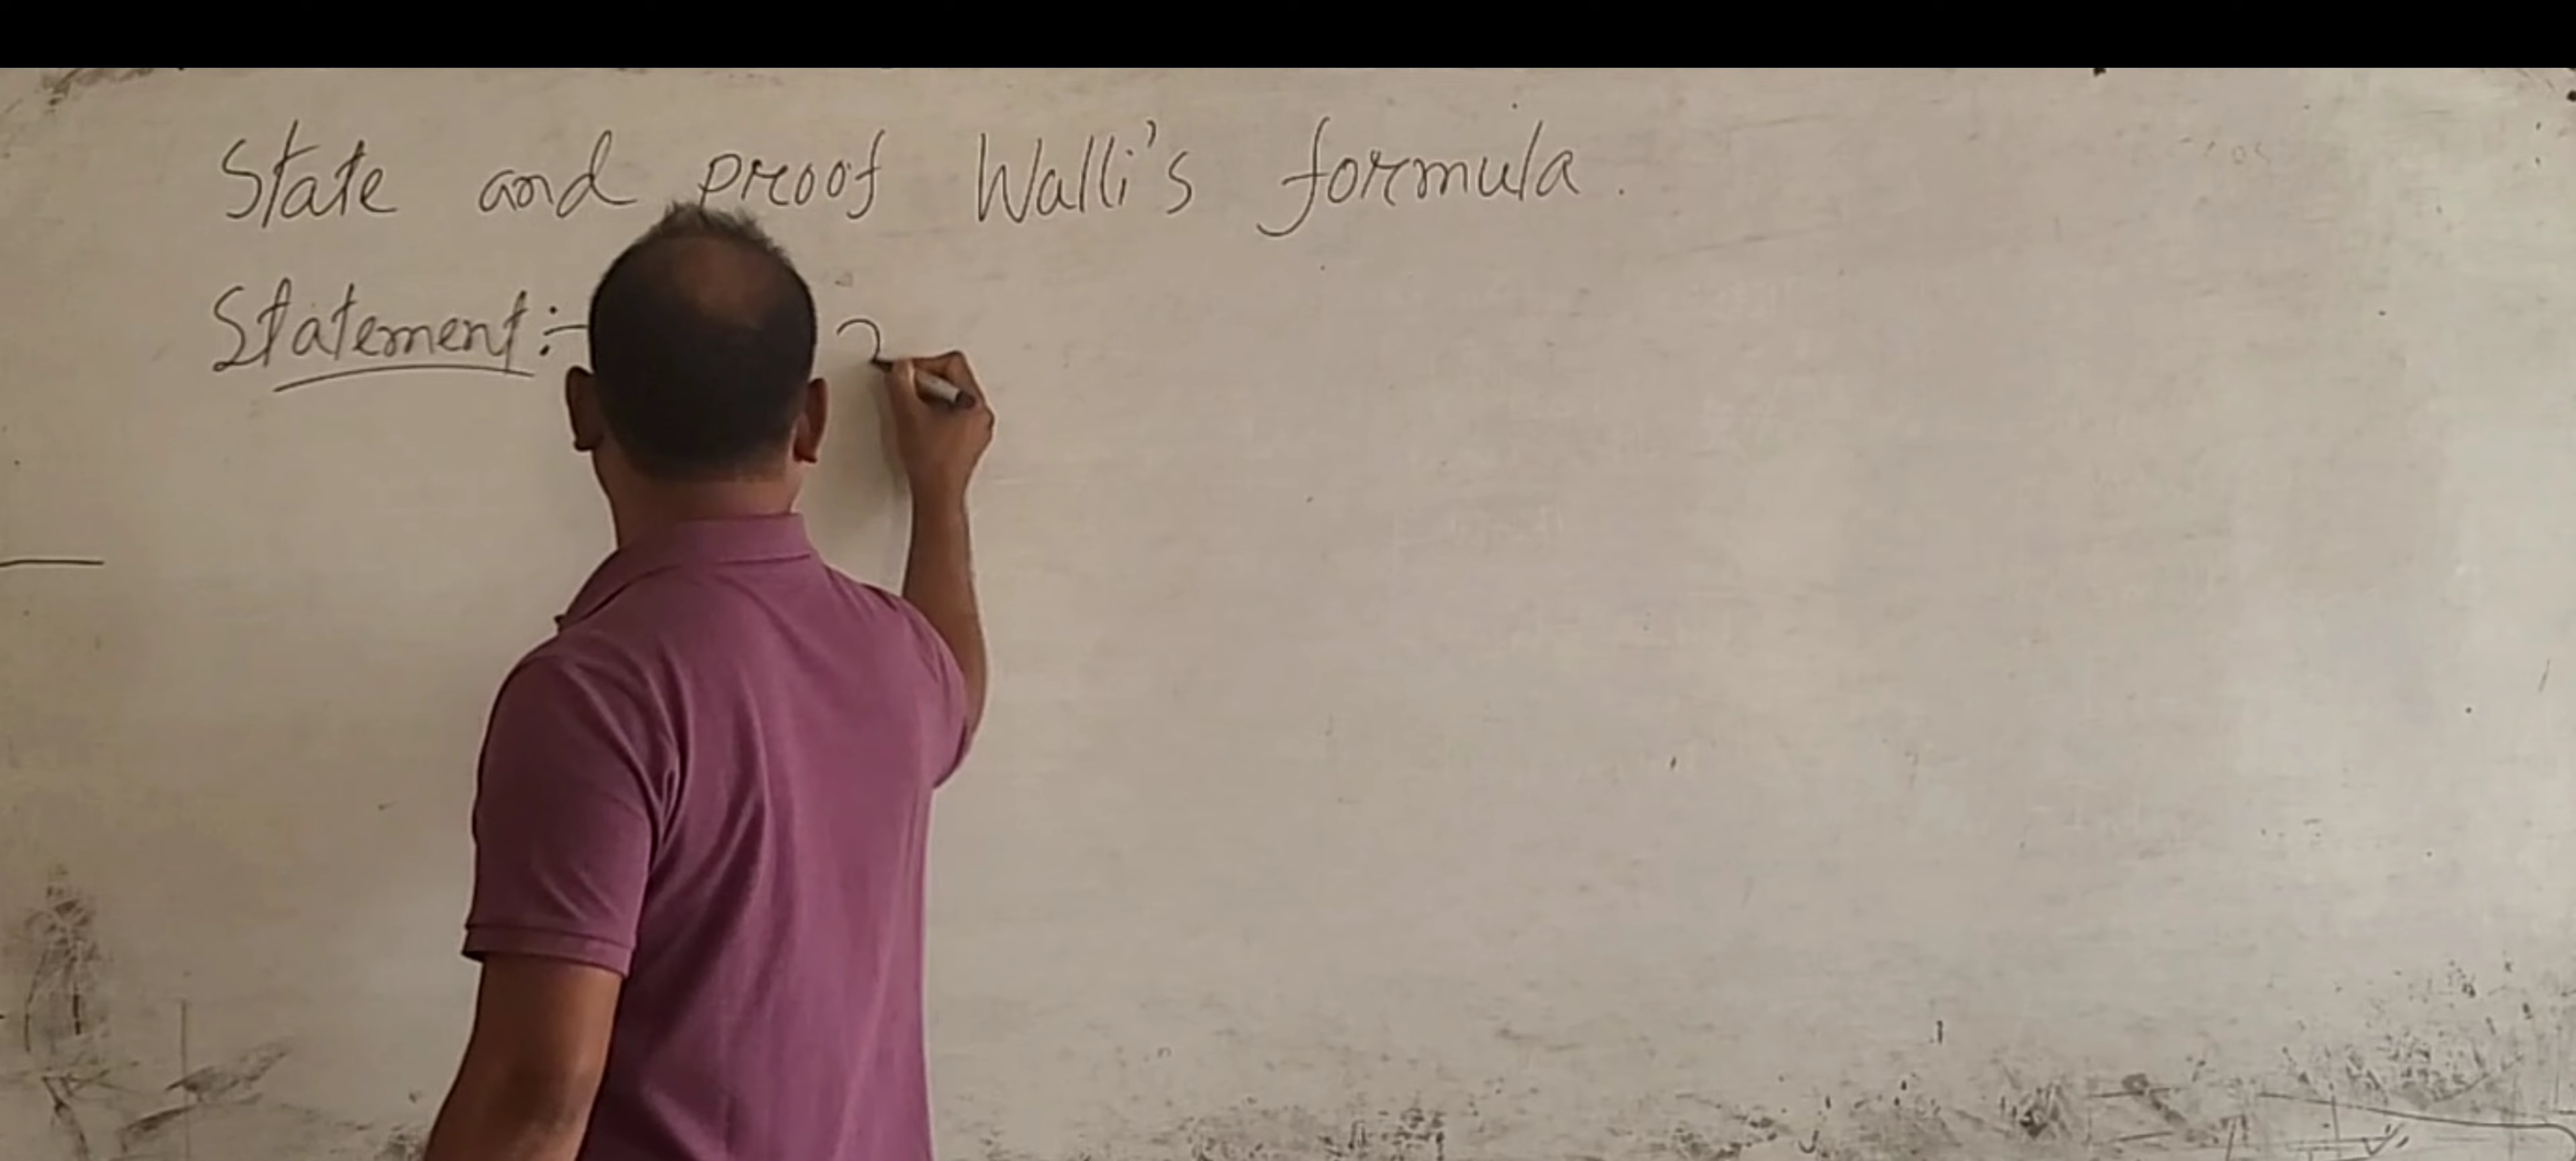 State and proof Walli's formula.
Statement :-